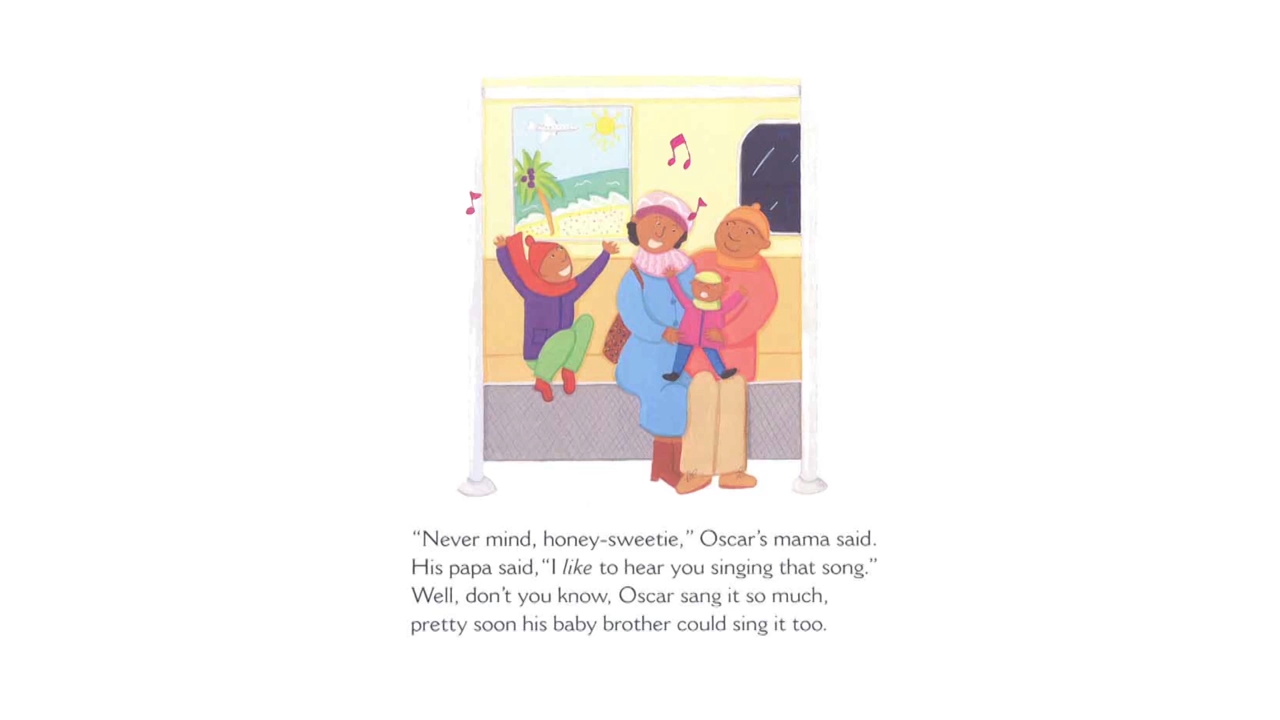 “Never mind, honey-sweetie,” Oscar’s mama said.
His papa said, “I like to hear you singing that song.”
Well, don’t you know, Oscar sang it so much,
pretty soon his baby brother could sing it too.